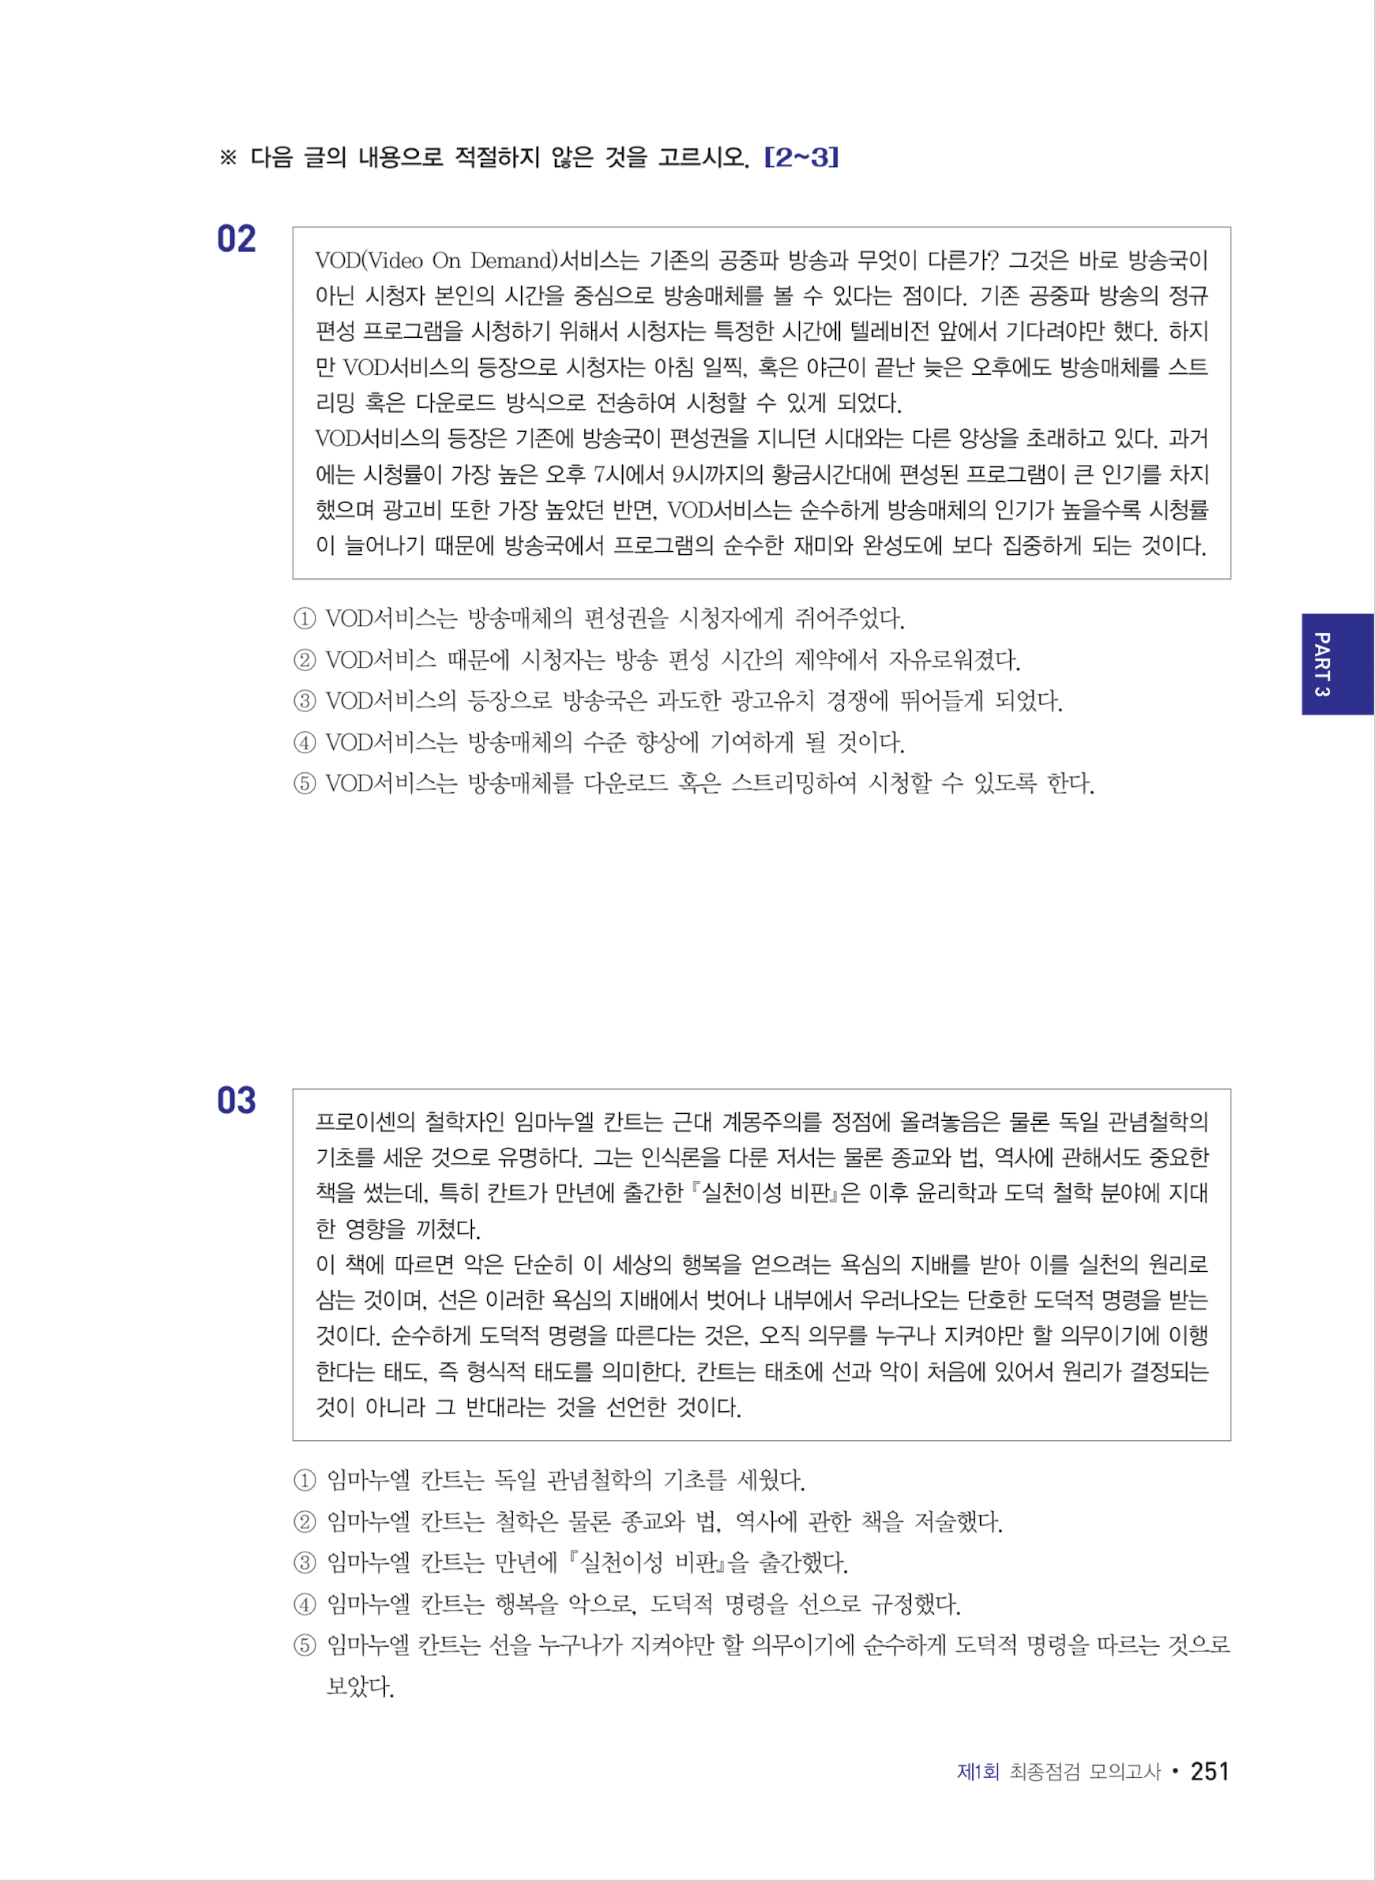 ※ 다음 글의 내용으로 적절하지 않은 것을 고르시오. [2~3]
02
VOD(Video On Demand)서비스는 기존의 공중파 방송과 무엇이 다른가? 그것은 바로 방송국이
아닌 시청자 본인의 시간을 중심으로 방송매체를 볼 수 있다는 점이다. 기존 공중파 방송의 정규
편성 프로그램을 시청하기 위해서 시청자는 특정한 시간에 텔레비전 앞에서 기다려야만 했다. 하지
만 VOD서비스의 등장으로 시청자는 아침 일찍, 혹은 야근이 끝난 늦은 오후에도 방송매체를 스트
리밍 혹은 다운로드 방식으로 전송하여 시청할 수 있게 되었다.
VOD서비스의 등장은 기존에 방송국이 편성권을 지니던 시대와는 다른 양상을 초래하고 있다. 과거
에는 시청률이 가장 높은 오후 7시에서 9시까지의 황금시간대에 편성된 프로그램이 큰 인기를 차지
했으며 광고비 또한 가장 높았던 반면, VOD서비스는 순수하게 방송매체의 인기가 높을수록 시청률
이 늘어나기 때문에 방송국에서 프로그램의 순수한 재미와 완성도에 보다 집중하게 되는 것이다.
① VOD서비스는 방송매체의 편성권을 시청자에게 쥐어주었다.
② VOD서비스 때문에 시청자는 방송 편성 시간의 제약에서 자유로워졌다.
③ VOD서비스의 등장으로 방송국은 과도한 광고유치 경쟁에 뛰어들게 되었다.
④ VOD서비스는 방송매체의 수준 향상에 기여하게 될 것이다.
⑤ VOD서비스는 방송매체를 다운로드 혹은 스트리밍하여 시청할 수 있도록 한다.
PART 3
03
프로이센의 철학자인 임마누엘 칸트는 근대 계몽주의를 정점에 올려놓음은 물론 독일 관념철학의
기초를 세운 것으로 유명하다. 그는 인식론을 다룬 저서는 물론 종교와 법, 역사에 관해서도 중요한
책을 썼는데, 특히 칸트가 만년에 출간한 『실천이성 비판』은 이후 윤리학과 도덕 철학 분야에 지대
한 영향을 끼쳤다.
이 책에 따르면 악은 단순히 이 세상의 행복을 얻으려는 욕심의 지배를 받아 이를 실천의 원리로
삼는 것이며, 선은 이러한 욕심의 지배에서 벗어나 내부에서 우러나오는 단호한 도덕적 명령을 받는
것이다. 순수하게 도덕적 명령을 따른다는 것은, 오직 의무를 누구나 지켜야만 할 의무이기에 이행
한다는 태도, 즉 형식적 태도를 의미한다. 칸트는 태초에 선과 악이 처음에 있어서 원리가 결정되는
것이 아니라 그 반대라는 것을 선언한 것이다.
① 임마누엘 칸트는 독일 관념철학의 기초를 세웠다.
② 임마누엘 칸트는 철학은 물론 종교와 법, 역사에 관한 책을 저술했다.
③ 임마누엘 칸트는 만년에 『실천이성 비판』을 출간했다.
④ 임마누엘 칸트는 행복을 악으로, 도덕적 명령을 선으로 규정했다.
⑤ 임마누엘 칸트는 선을 누구나가 지켜야만 할 의무이기에 순수하게 도덕적 명령을 따르는 것으로
보았다.
제1회 최종점검 모의고사 • 251